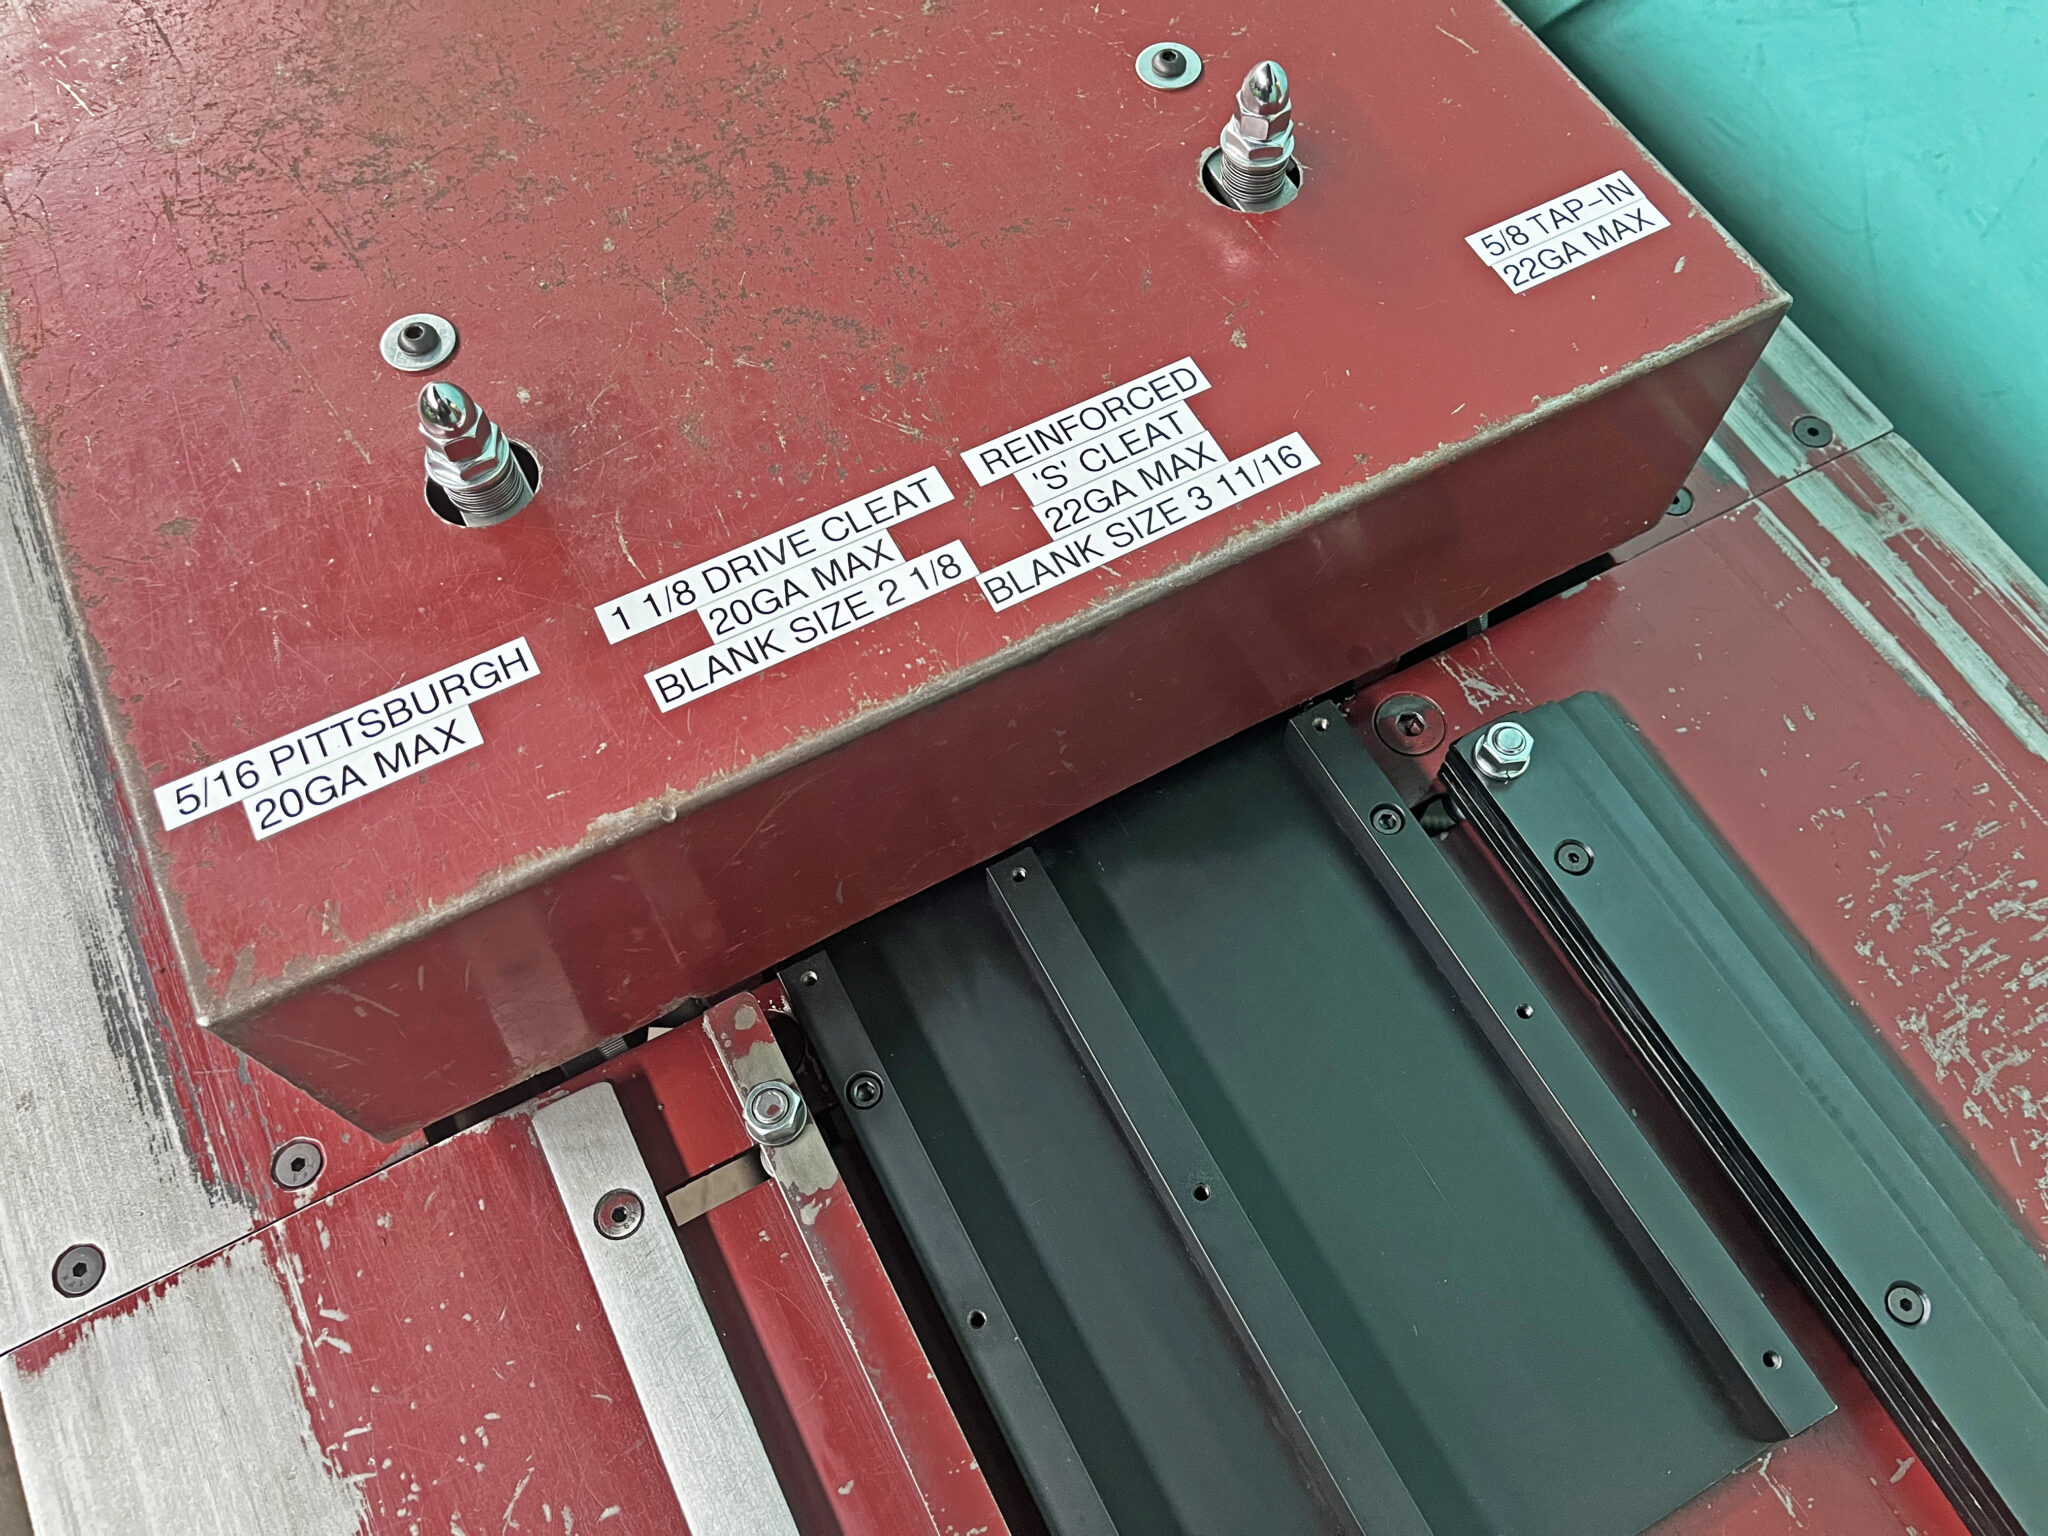 5/16 PITTSBURGH
20GA MAX
1 1/8 DRIVE CLEAT
20GA MAX
BLANK SIZE 2 1/8
REINFORCED
'S' CLEAT
22GA MAX
BLANK SIZE 3 11/16
5/8 TAP-IN
22GA MAX